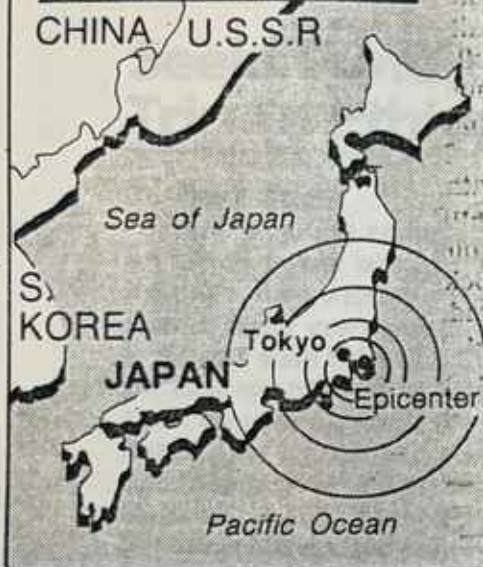 CHINA U.S.S.R
Sea of Japan
S.
KOREA
Tokyo
JAPAN
Epicenter
Pacific Ocean